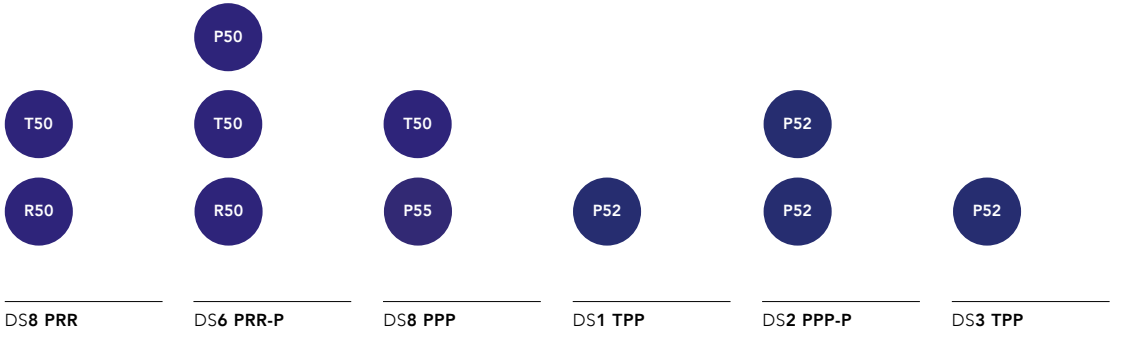 P50
T50
T50
T50
P52
R50
R50
P55
P52
P52
P52
DS8 PRR
DS6 PRR-P
DS8 PPP
DS1 TPP
DS2 PPP-P
DS3 TPP